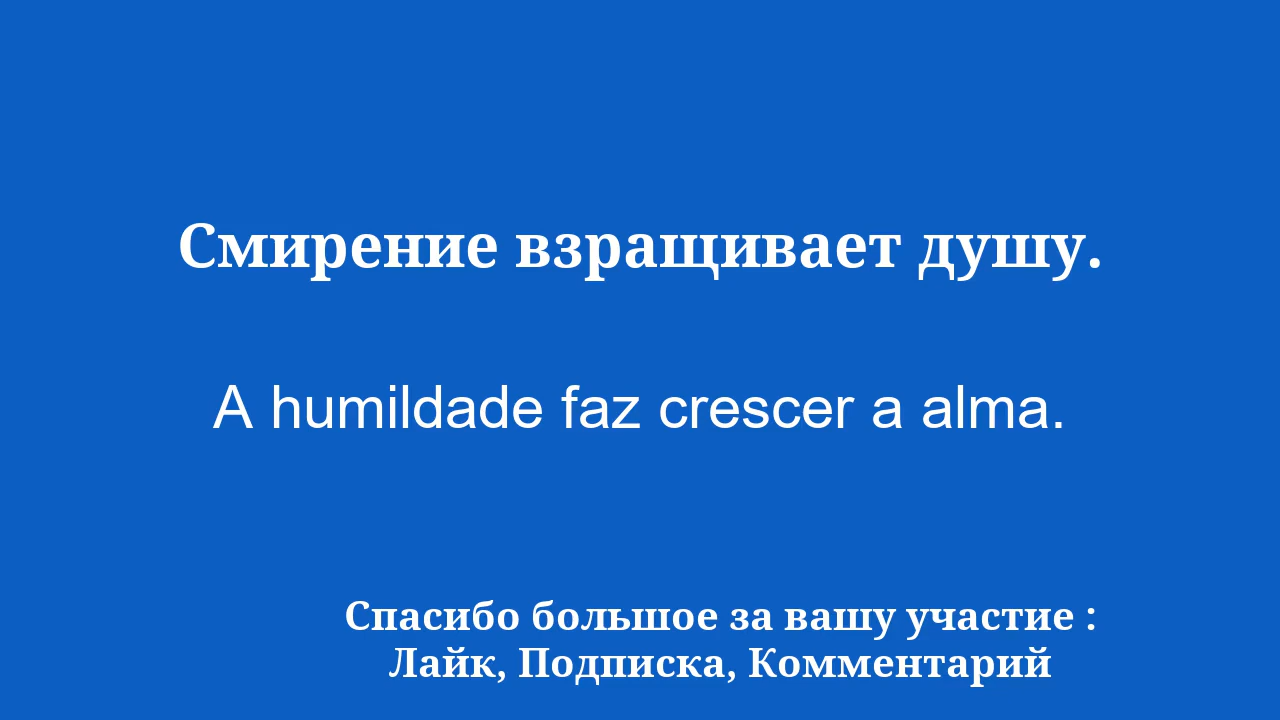 Смирение взращивает душу.
A humildade faz crescer a alma.
Спасибо большое за вашу участие :
Лайк, Подписка, Комментарий